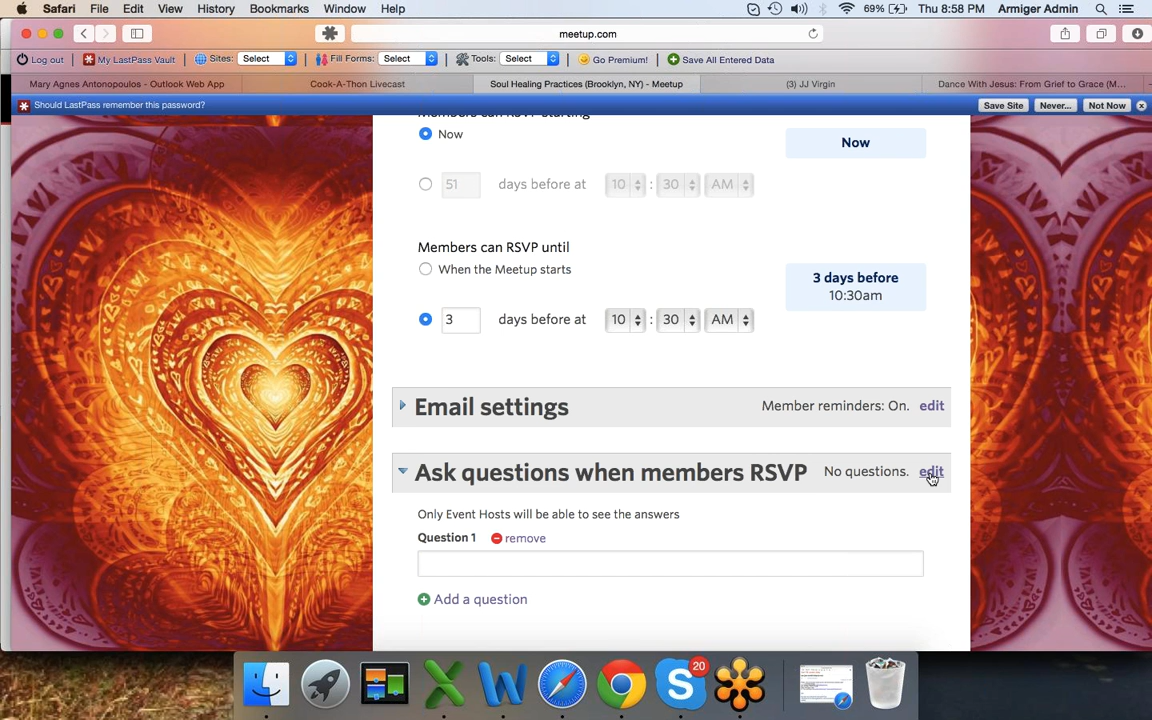 Safari File Edit View History Bookmarks Window Help 69% Thu 8:58 PM Armiger Admin
meetup.com
Log out My LastPass Vault Sites: Select Fill Forms: Select Tools: Select Go Premium! Save All Entered Data
Mary Agnes Antonopoulos - Outlook Web App Cook-A-Thon Livecast Soul Healing Practices (Brooklyn, NY) - Meetup (3) JJ Virgin Dance With Jesus: From Grief to Grace (M...
Should LastPass remember this password? Save Site Never... Not Now
Members can RSVP starting
Now Now
51 days before at 10 : 30 AM
Members can RSVP until
When the Meetup starts
3 days before
10:30am
3 days before at 10 : 30 AM
Email settings Member reminders: On. edit
Ask questions when members RSVP No questions. edit
Only Event Hosts will be able to see the answers
Question 1 remove
Add a question
20